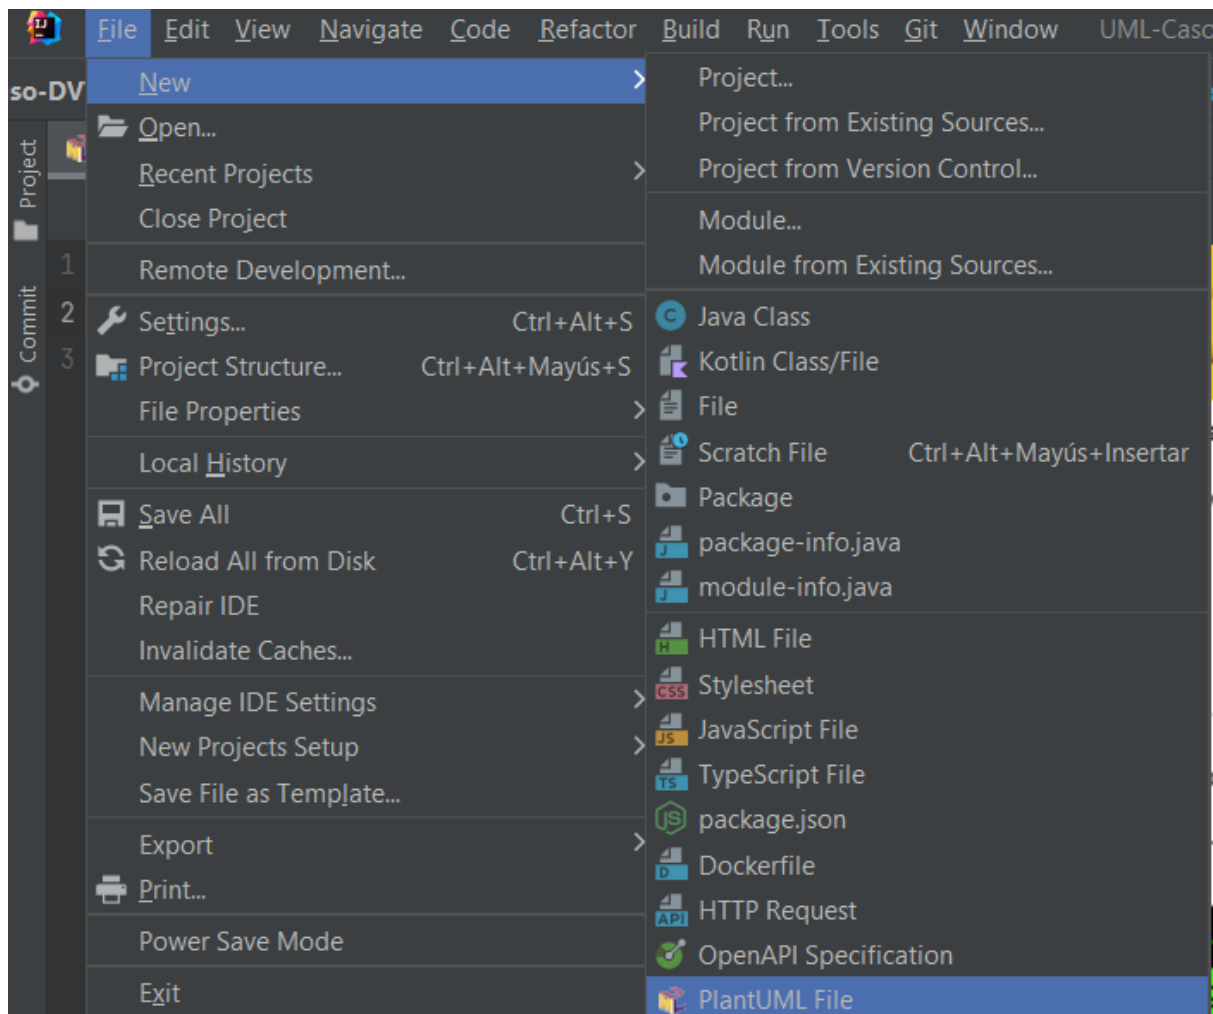 File Edit View Navigate Code Refactor Build Run Tools Git Window UML-Caso
so-DV
Project
Commit
1
2
3
New
Open...
Recent Projects
Close Project
Remote Development...
Settings... Ctrl+Alt+S
Project Structure... Ctrl+Alt+Mayús+S
File Properties
Local History
Save All Ctrl+S
Reload All from Disk Ctrl+Alt+Y
Repair IDE
Invalidate Caches...
Manage IDE Settings
New Projects Setup
Save File as Template...
Export
Print...
Power Save Mode
Exit
Project...
Project from Existing Sources...
Project from Version Control...
Module...
Module from Existing Sources...
Java Class
Kotlin Class/File
File
Scratch File Ctrl+Alt+Mayús+Insertar
Package
package-info.java
module-info.java
HTML File
Stylesheet
JavaScript File
TypeScript File
package.json
Dockerfile
HTTP Request
OpenAPI Specification
PlantUML File